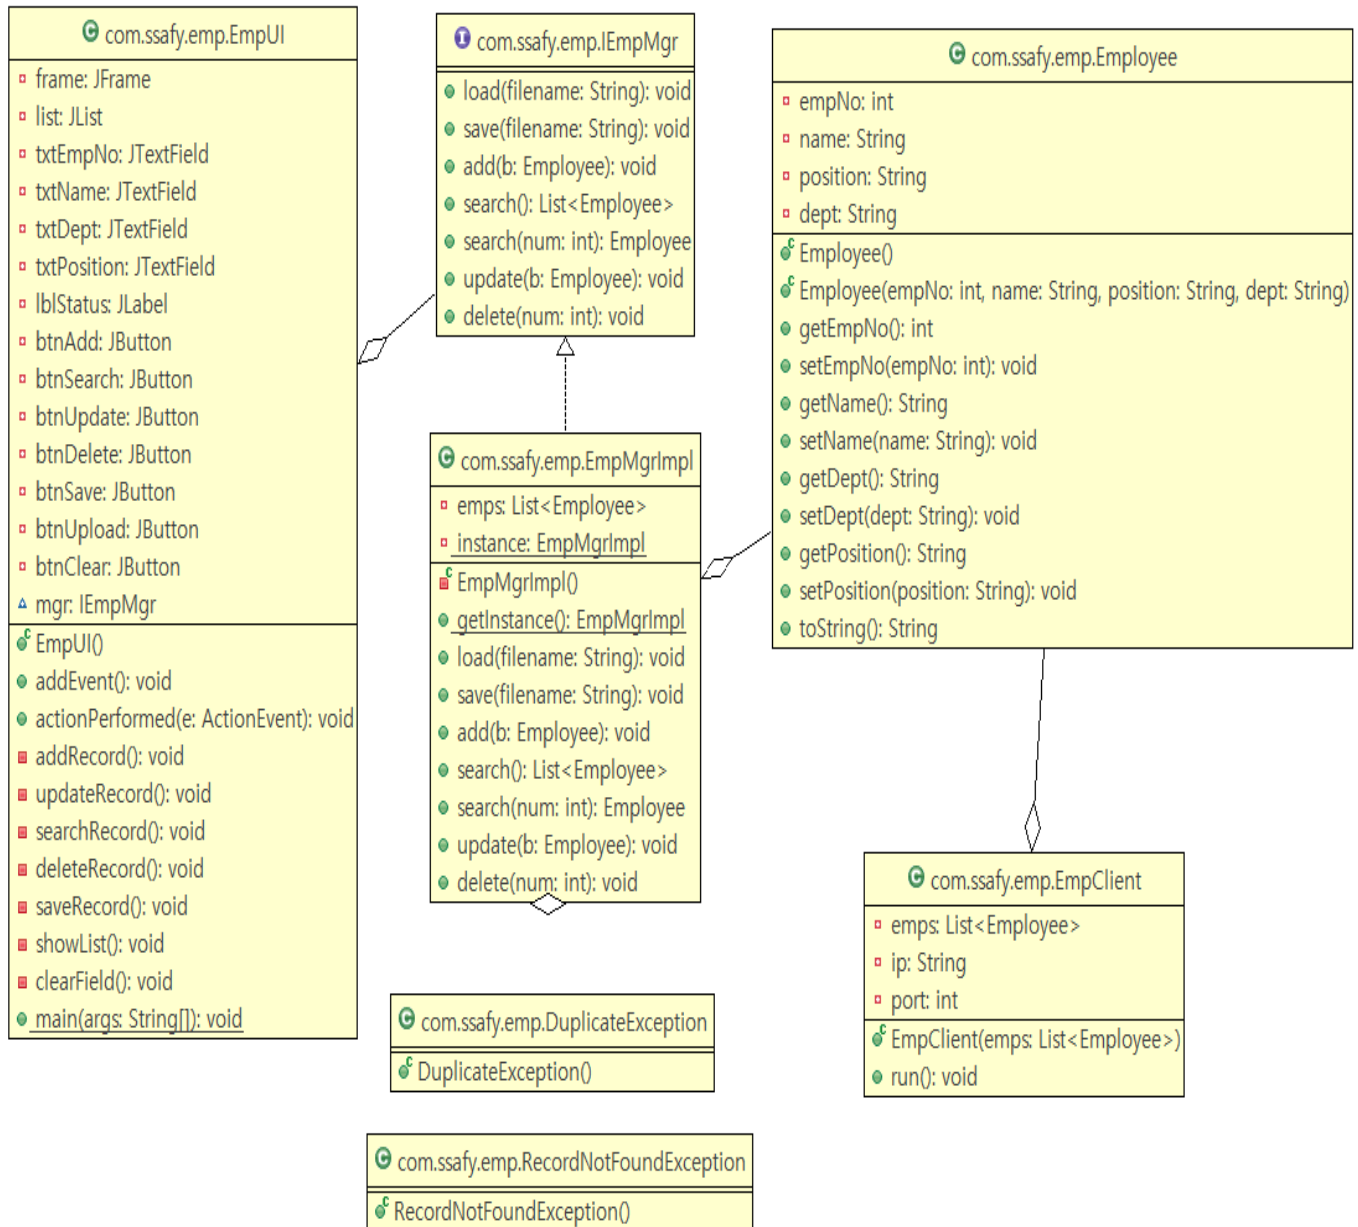 com.ssafy.emp.EmpUI
frame: JFrame
list: JList
txtEmpNo: JTextField
txtName: JTextField
txtDept: JTextField
txtPosition: JTextField
lblStatus: JLabel
btnAdd: JButton
btnSearch: JButton
btnUpdate: JButton
btnDelete: JButton
btnSave: JButton
btnUpload: JButton
btnClear: JButton
mgr: IEmpMgr
EmpUI()
addEvent(): void
actionPerformed(e: ActionEvent): void
addRecord(): void
updateRecord(): void
searchRecord(): void
deleteRecord(): void
saveRecord(): void
showList(): void
clearField(): void
main(args: String[]): void
com.ssafy.emp.IEmpMgr
load(filename: String): void
save(filename: String): void
add(b: Employee): void
search(): List<Employee>
search(num: int): Employee
update(b: Employee): void
delete(num: int): void
com.ssafy.emp.EmpMgrImpl
emps: List<Employee>
instance: EmpMgrImpl
EmpMgrImpl()
getInstance(): EmpMgrImpl
load(filename: String): void
save(filename: String): void
add(b: Employee): void
search(): List<Employee>
search(num: int): Employee
update(b: Employee): void
delete(num: int): void
com.ssafy.emp.DuplicateException
DuplicateException()
com.ssafy.emp.RecordNotFoundException
RecordNotFoundException()
com.ssafy.emp.Employee
empNo: int
name: String
position: String
dept: String
Employee()
Employee(empNo: int, name: String, position: String, dept: String)
getEmpNo(): int
setEmpNo(empNo: int): void
getName(): String
setName(name: String): void
getDept(): String
setDept(dept: String): void
getPosition(): String
setPosition(position: String): void
toString(): String
com.ssafy.emp.EmpClient
emps: List<Employee>
ip: String
port: int
EmpClient(emps: List<Employee>)
run(): void